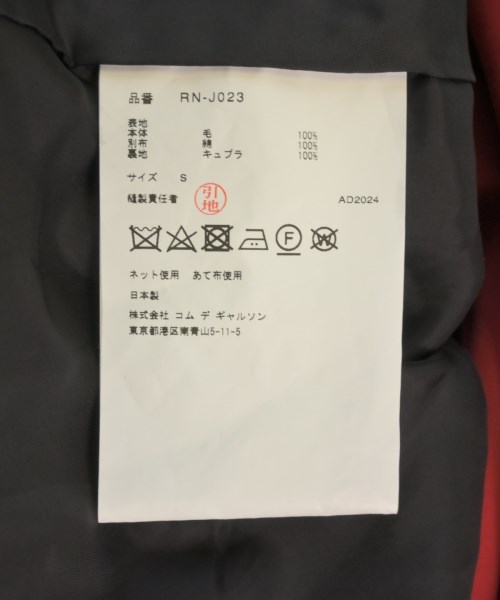 品番 RN-J023
表地
本体 毛 100%
別布 綿 100%
裏地 キュプラ 100%
サイズ S
縫製責任者 引地 AD2024
F W
ネット使用 あて布使用
日本製
株式会社 コム デ ギャルソン
東京都港区南青山5-11-5